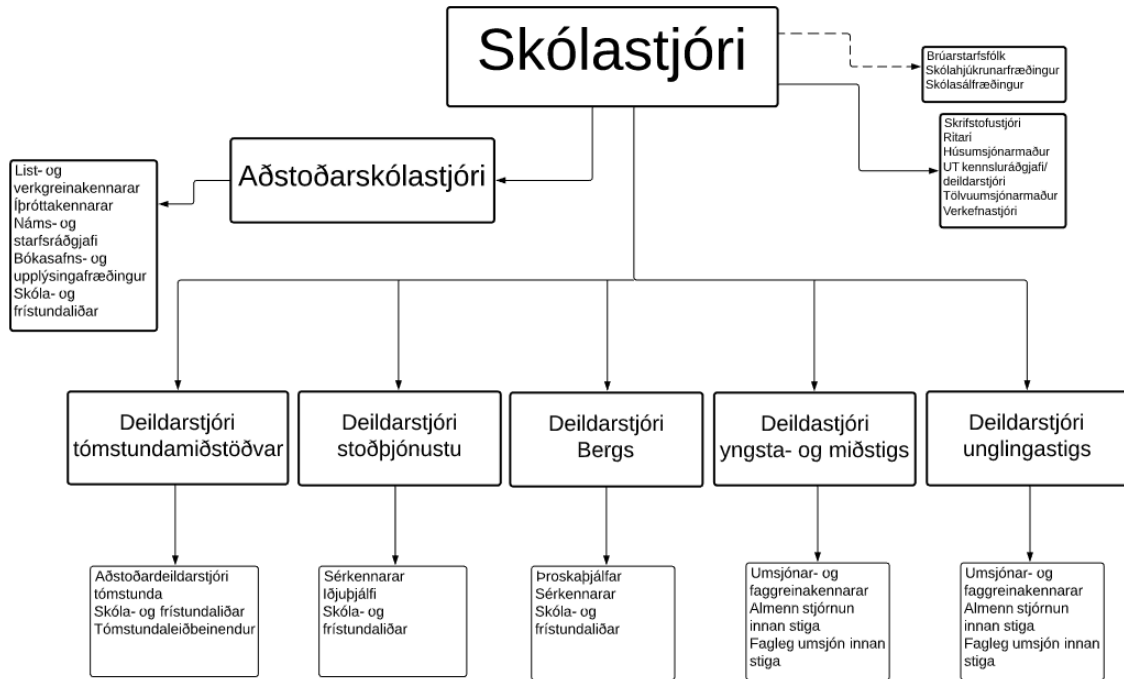 Skólastjóri
Brúarstarfsfólk
Skólahjúkrunarfræðingur
Skólasálfræðingur
Skrifstofustjóri
Ritari
Húsumsjónarmaður
UT kennsluráðgjafi/
deildarstjóri
Tölvuumsjónarmaður
Verkefnastjóri
Aðstoðarskólastjóri
List- og
verkgreinakennarar
Íþróttakennarar
Náms- og
starfsráðgjafi
Bókasafns- og
upplýsingafræðingur
Skóla- og
frístundaliðar
Deildarstjóri
tómstundamiðstöðvar
Deildarstjóri
stoðþjónustu
Deildarstjóri
Bergs
Deildastjóri
yngsta- og miðstigs
Deildarstjóri
unglingastigs
Aðstoðardeildarstjóri
tómstunda
Skóla- og frístundaliðar
Tómstundaleiðbeinendur
Sérkennarar
Iðjuþjálfi
Skóla- og
frístundaliðar
Þroskaþjálfar
Sérkennarar
Skóla- og
frístundaliðar
Umsjónar- og
faggreinakennarar
Almenn stjórnun
innan stiga
Fagleg umsjón innan
stiga
Umsjónar- og
faggreinakennarar
Almenn stjórnun
innan stiga
Fagleg umsjón innan
stiga